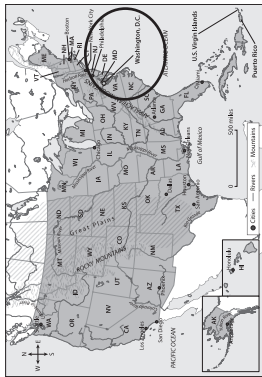 Boston
NH
MA
RI
New York City
NJ
Philadelphia
DE
MD
Washington, D.C.
U.S. Virgin Islands
Puerto Rico
VT
ME
PA
VA
WV
NC
SC
GA
FL
OH
KY
TN
AL
MS
MI
IN
IL
WI
MN
IA
MO
AR
LA
ND
SD
NE
KS
OK
TX
Great Plains
MT
WY
CO
NM
ROCKY MOUNTAINS
ID
UT
AZ
WA
OR
NV
CA
San Diego
PACIFIC OCEAN
Gulf of Mexico
Honolulu
HI
AK
N
S
E
W
0
500 miles
Cities
Rivers
Mountains